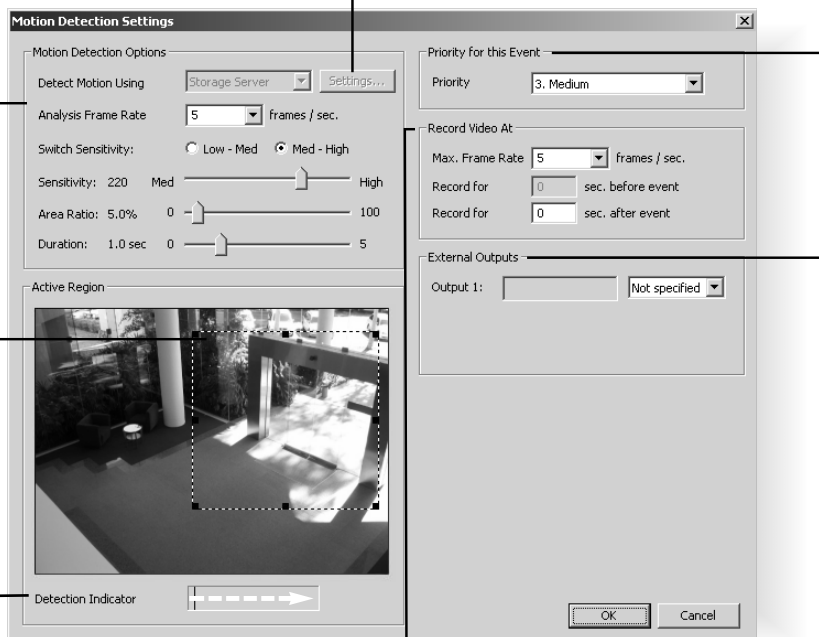 Motion Detection Settings
Motion Detection Options
Detect Motion Using Storage Server Settings...
Analysis Frame Rate 5 frames / sec.
Switch Sensitivity: Low - Med Med - High
Sensitivity: 220 Med High
Area Ratio: 5.0% 0 100
Duration: 1.0 sec 0 5
Active Region
Detection Indicator
Priority for this Event
Priority 3. Medium
Record Video At
Max. Frame Rate 5 frames / sec.
Record for 0 sec. before event
Record for 0 sec. after event
External Outputs
Output 1: Not specified
OK Cancel